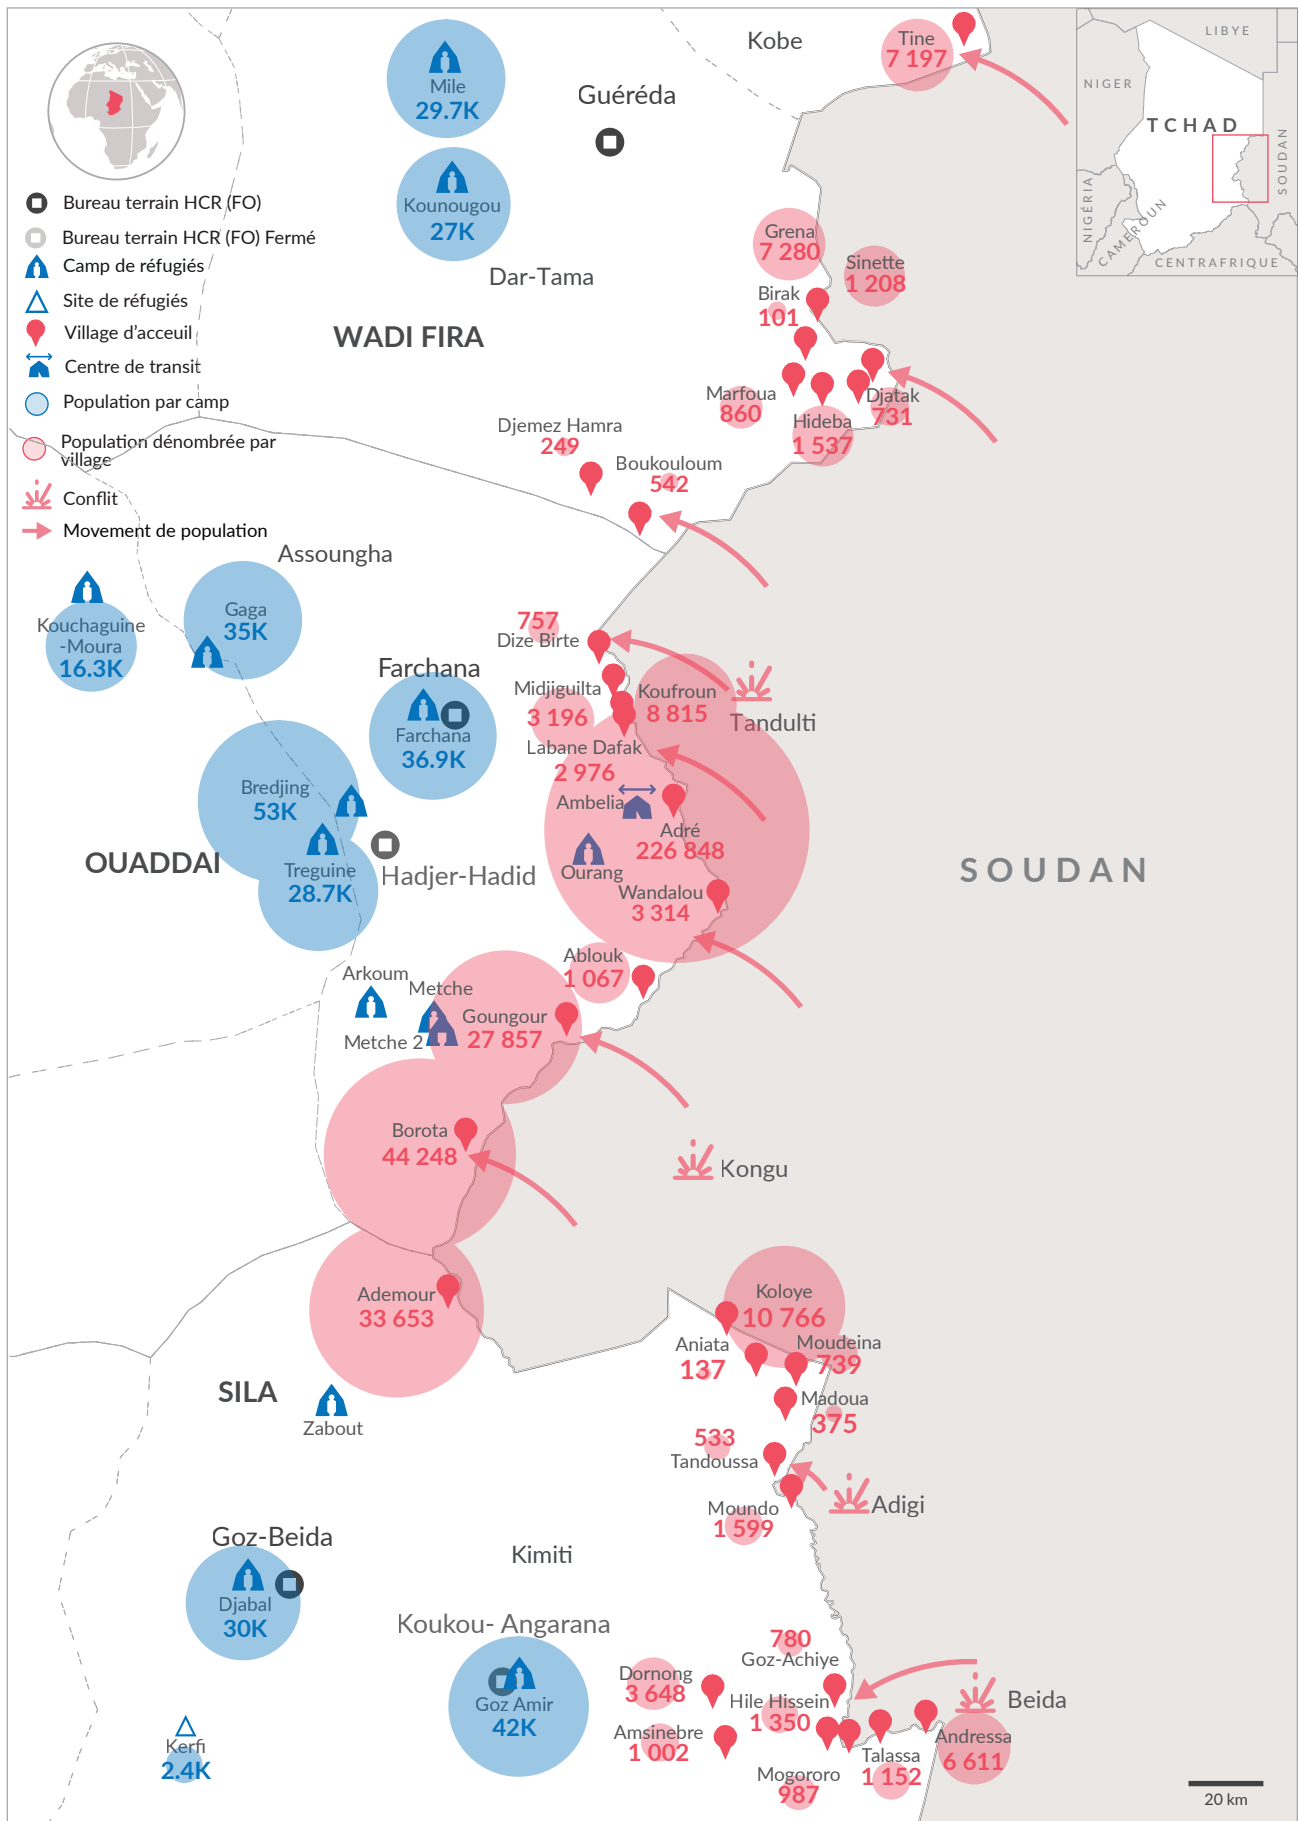 Kobe
Tine
7 197
Mile
29.7K
Guéréda
Kounougou
27K
Dar-Tama
WADI FIRA
LIBYE
NIGER
TCHAD
SOUDAN
NIGÉRIA
CAMEROUN
CENTRAFRIQUE
Bureau terrain HCR (FO)
Bureau terrain HCR (FO) Fermé
Camp de réfugiés
Site de réfugiés
Village d'acceuil
Centre de transit
Population par camp
Population dénombrée par
village
Conflit
Movement de population
Grena
7 280
Sinette
1 208
Birak
101
Marfoua
860
Djatak
731
Hideba
1 537
Djemez Hamra
249
Boukouloum
542
Assoungha
Kouchaguine
-Moura
16.3K
Gaga
35K
757
Dize Birte
Farchana
Farchana
36.9K
Midjiguilta
3 196
Koufroun
8 815
Tandulti
Labane Dafak
2 976
Ambelia
Adré
226 848
Ourang
Wandalou
3 314
Bredjing
53K
Treguine
28.7K
OUADDAI
Hadjer-Hadid
SOUDAN
Ablouk
1 067
Arkoum
Metche
Metche 2
Goungour
27 857
Borota
44 248
Kongu
Ademour
33 653
Koloye
10 766
Aniata
137
Moudeina
739
Madoua
375
SILA
Zabout
533
Tandoussa
Moundo
1 599
Adigi
Goz-Beida
Djabal
30K
Kimiti
Koukou- Angarana
Goz Amir
42K
Kerfi
2.4K
780
Goz-Achiye
Dornong
3 648
Hile Hissein
1 350
Amsinebre
1 002
Beida
Andressa
6 611
Talassa
1 152
Mogororo
987
20 km